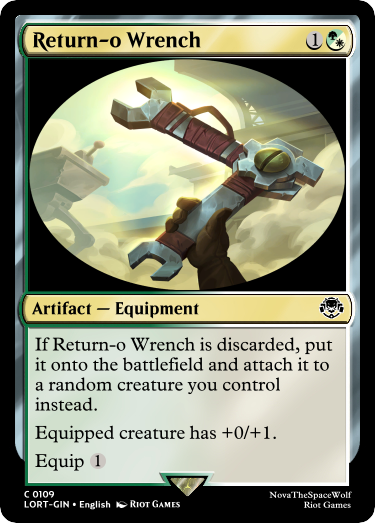 Return-o Wrench 1
Artifact — Equipment
If Return-o Wrench is discarded, put
it onto the battlefield and attach it to
a random creature you control
instead.
Equipped creature has +0/+1.
Equip 1
C 0109
LORT-GIN • English RIOT GAMES
NovaTheSpaceWolf
Riot Games